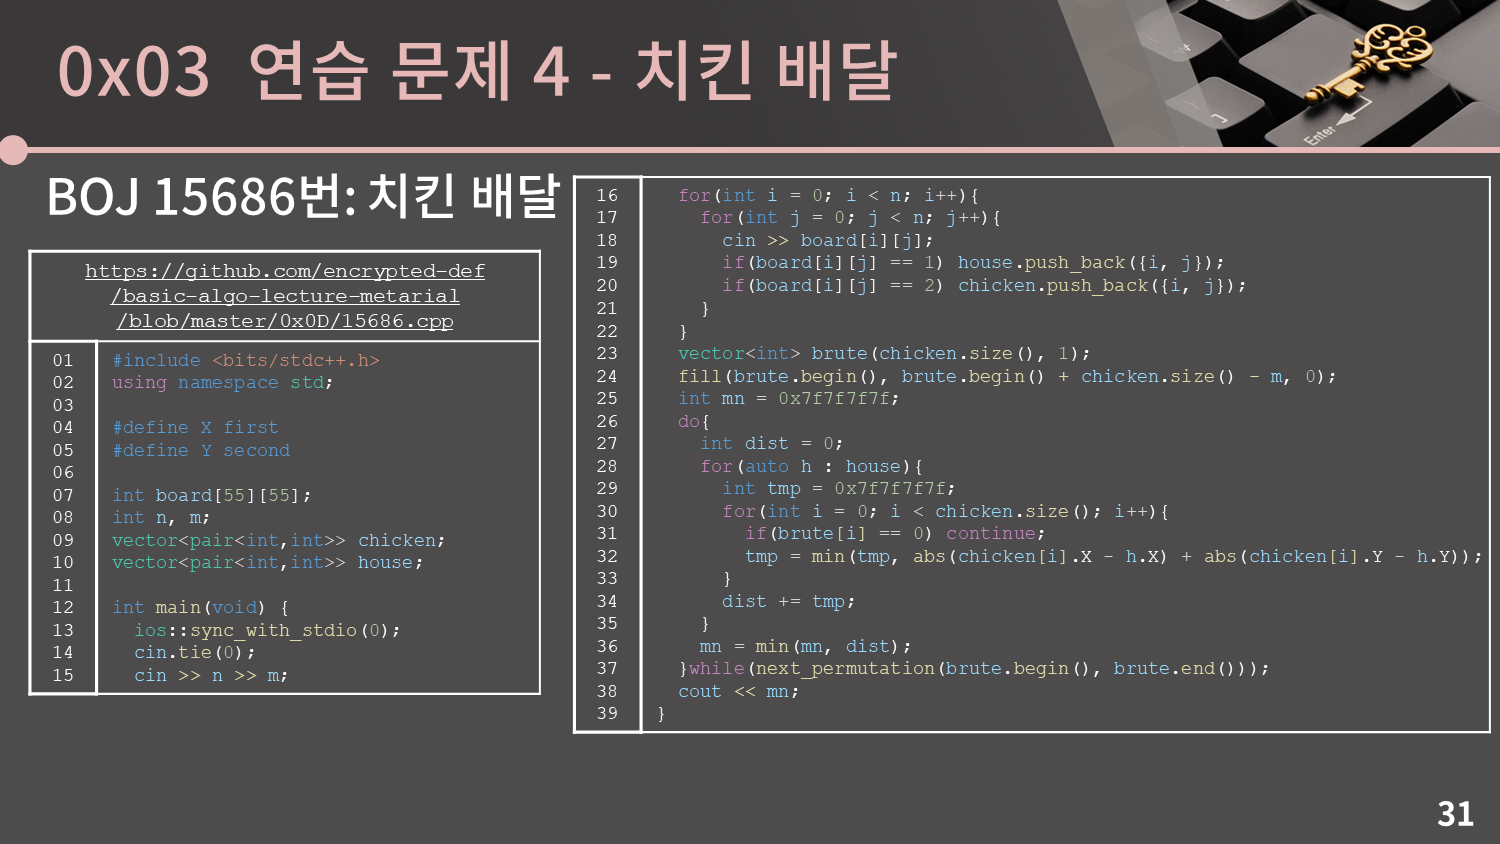 0x03 연습 문제 4 - 치킨 배달
Enter
BOJ 15686번: 치킨 배달
https://github.com/encrypted-def
/basic-algo-lecture-metarial
/blob/master/0x0D/15686.cpp
01 #include <bits/stdc++.h>
02 using namespace std;
03
04 #define X first
05 #define Y second
06
07 int board[55][55];
08 int n, m;
09 vector<pair<int,int>> chicken;
10 vector<pair<int,int>> house;
11
12 int main(void) {
13   ios::sync_with_stdio(0);
14   cin.tie(0);
15   cin >> n >> m;
16   for(int i = 0; i < n; i++){
17     for(int j = 0; j < n; j++){
18       cin >> board[i][j];
19       if(board[i][j] == 1) house.push_back({i, j});
20       if(board[i][j] == 2) chicken.push_back({i, j});
21     }
22   }
23   vector<int> brute(chicken.size(), 1);
24   fill(brute.begin(), brute.begin() + chicken.size() - m, 0);
25   int mn = 0x7f7f7f7f;
26   do{
27     int dist = 0;
28     for(auto h : house){
29       int tmp = 0x7f7f7f7f;
30       for(int i = 0; i < chicken.size(); i++){
31         if(brute[i] == 0) continue;
32         tmp = min(tmp, abs(chicken[i].X - h.X) + abs(chicken[i].Y - h.Y));
33       }
34       dist += tmp;
35     }
36     mn = min(mn, dist);
37   }while(next_permutation(brute.begin(), brute.end()));
38   cout << mn;
39 }
31